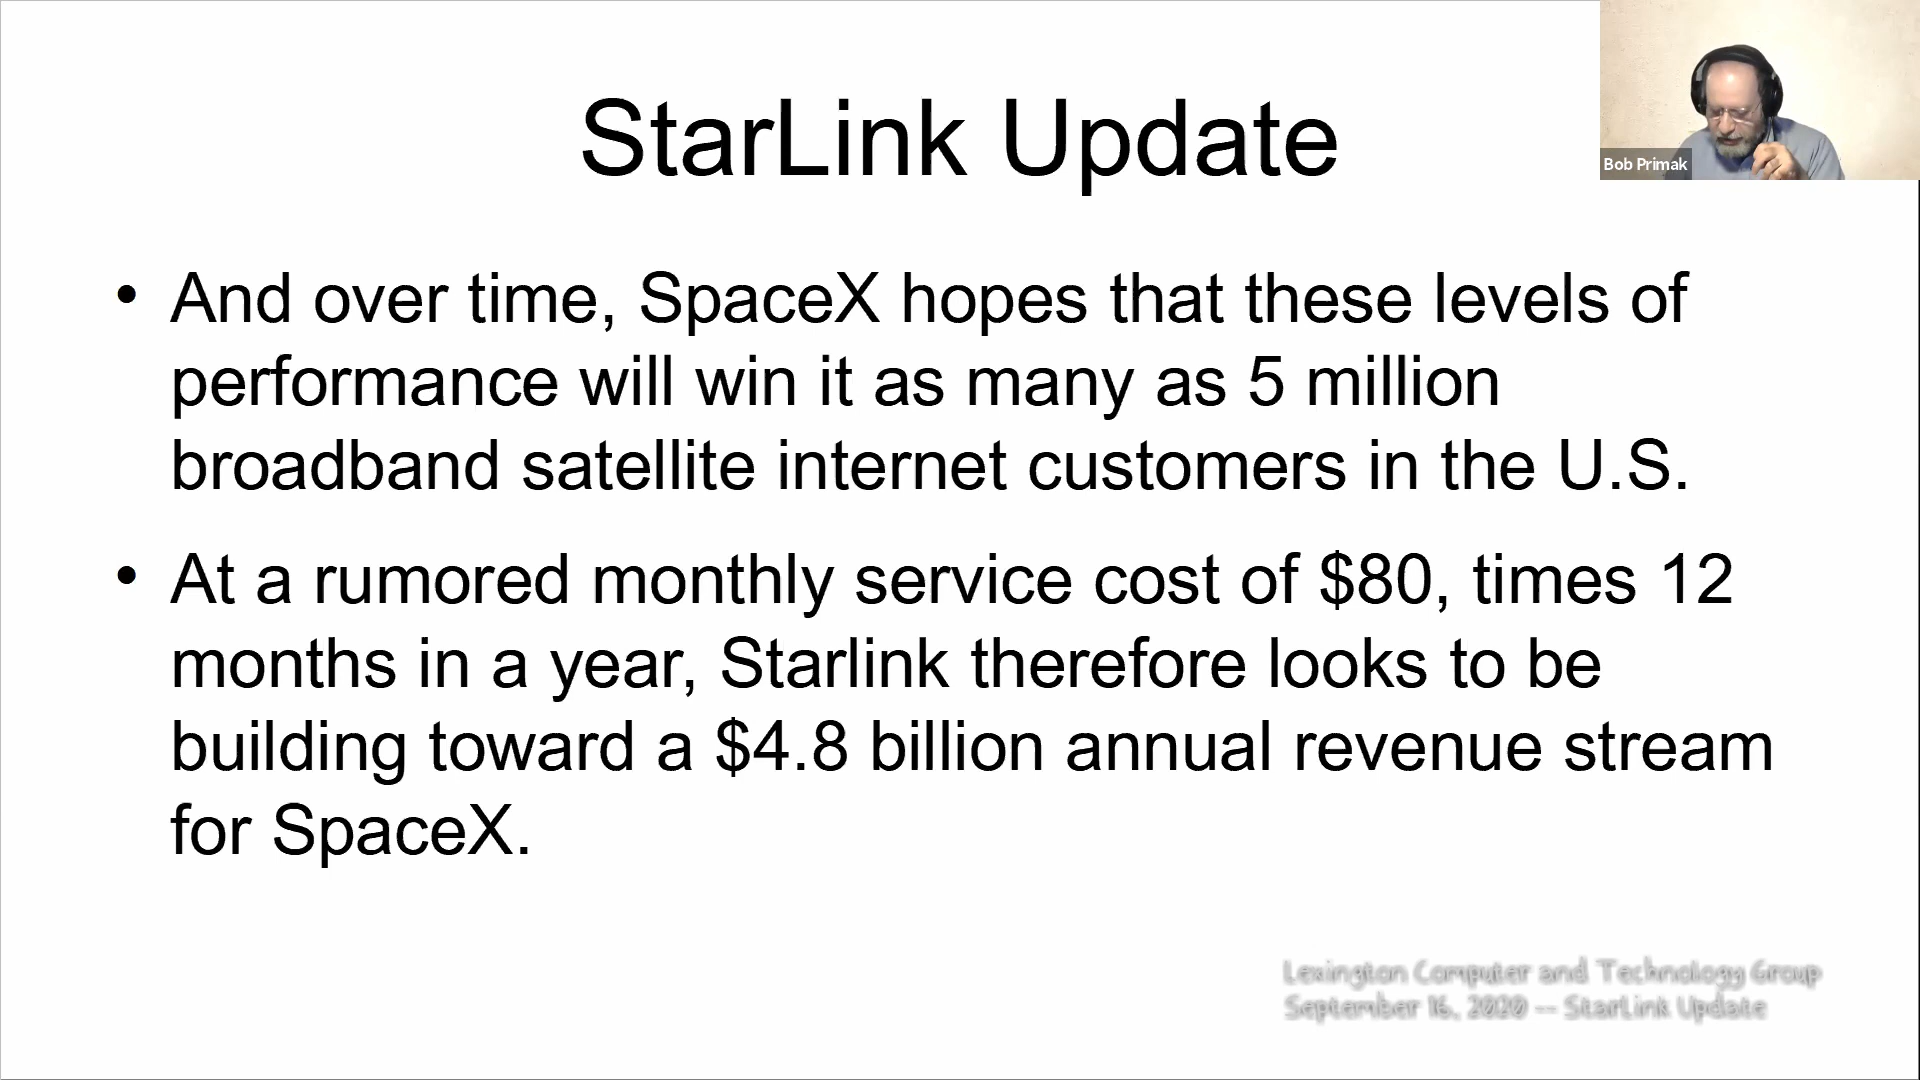 StarLink Update
Bob Primak
• And over time, SpaceX hopes that these levels of
performance will win it as many as 5 million
broadband satellite internet customers in the U.S.
• At a rumored monthly service cost of $80, times 12
months in a year, Starlink therefore looks to be
building toward a $4.8 billion annual revenue stream
for SpaceX.
Lexington Computer and Technology Group
September 16, 2020 -- StarLink Update